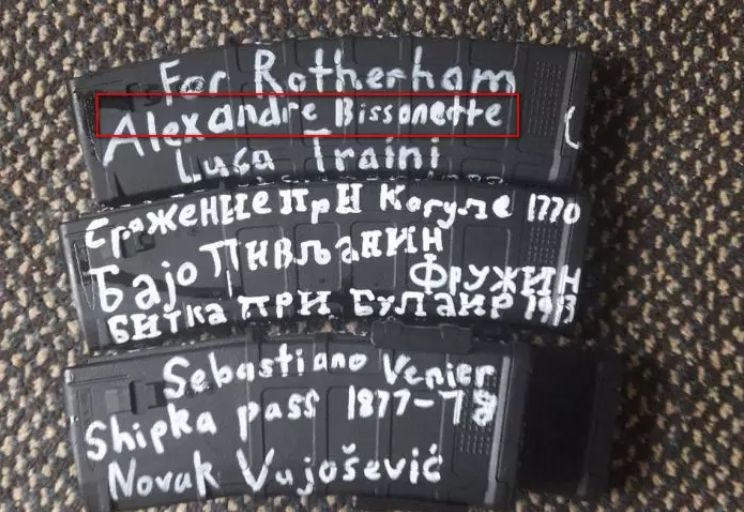 For Rotherham
Alexandre Bissonette
Luca Traini
Сражение при Кагуле 1770
Бајо Пивљанин
Фружин
Битка при Булаир 1913
Sebastiano Venier
Shipka pass 1877-78
Novak Vujošević